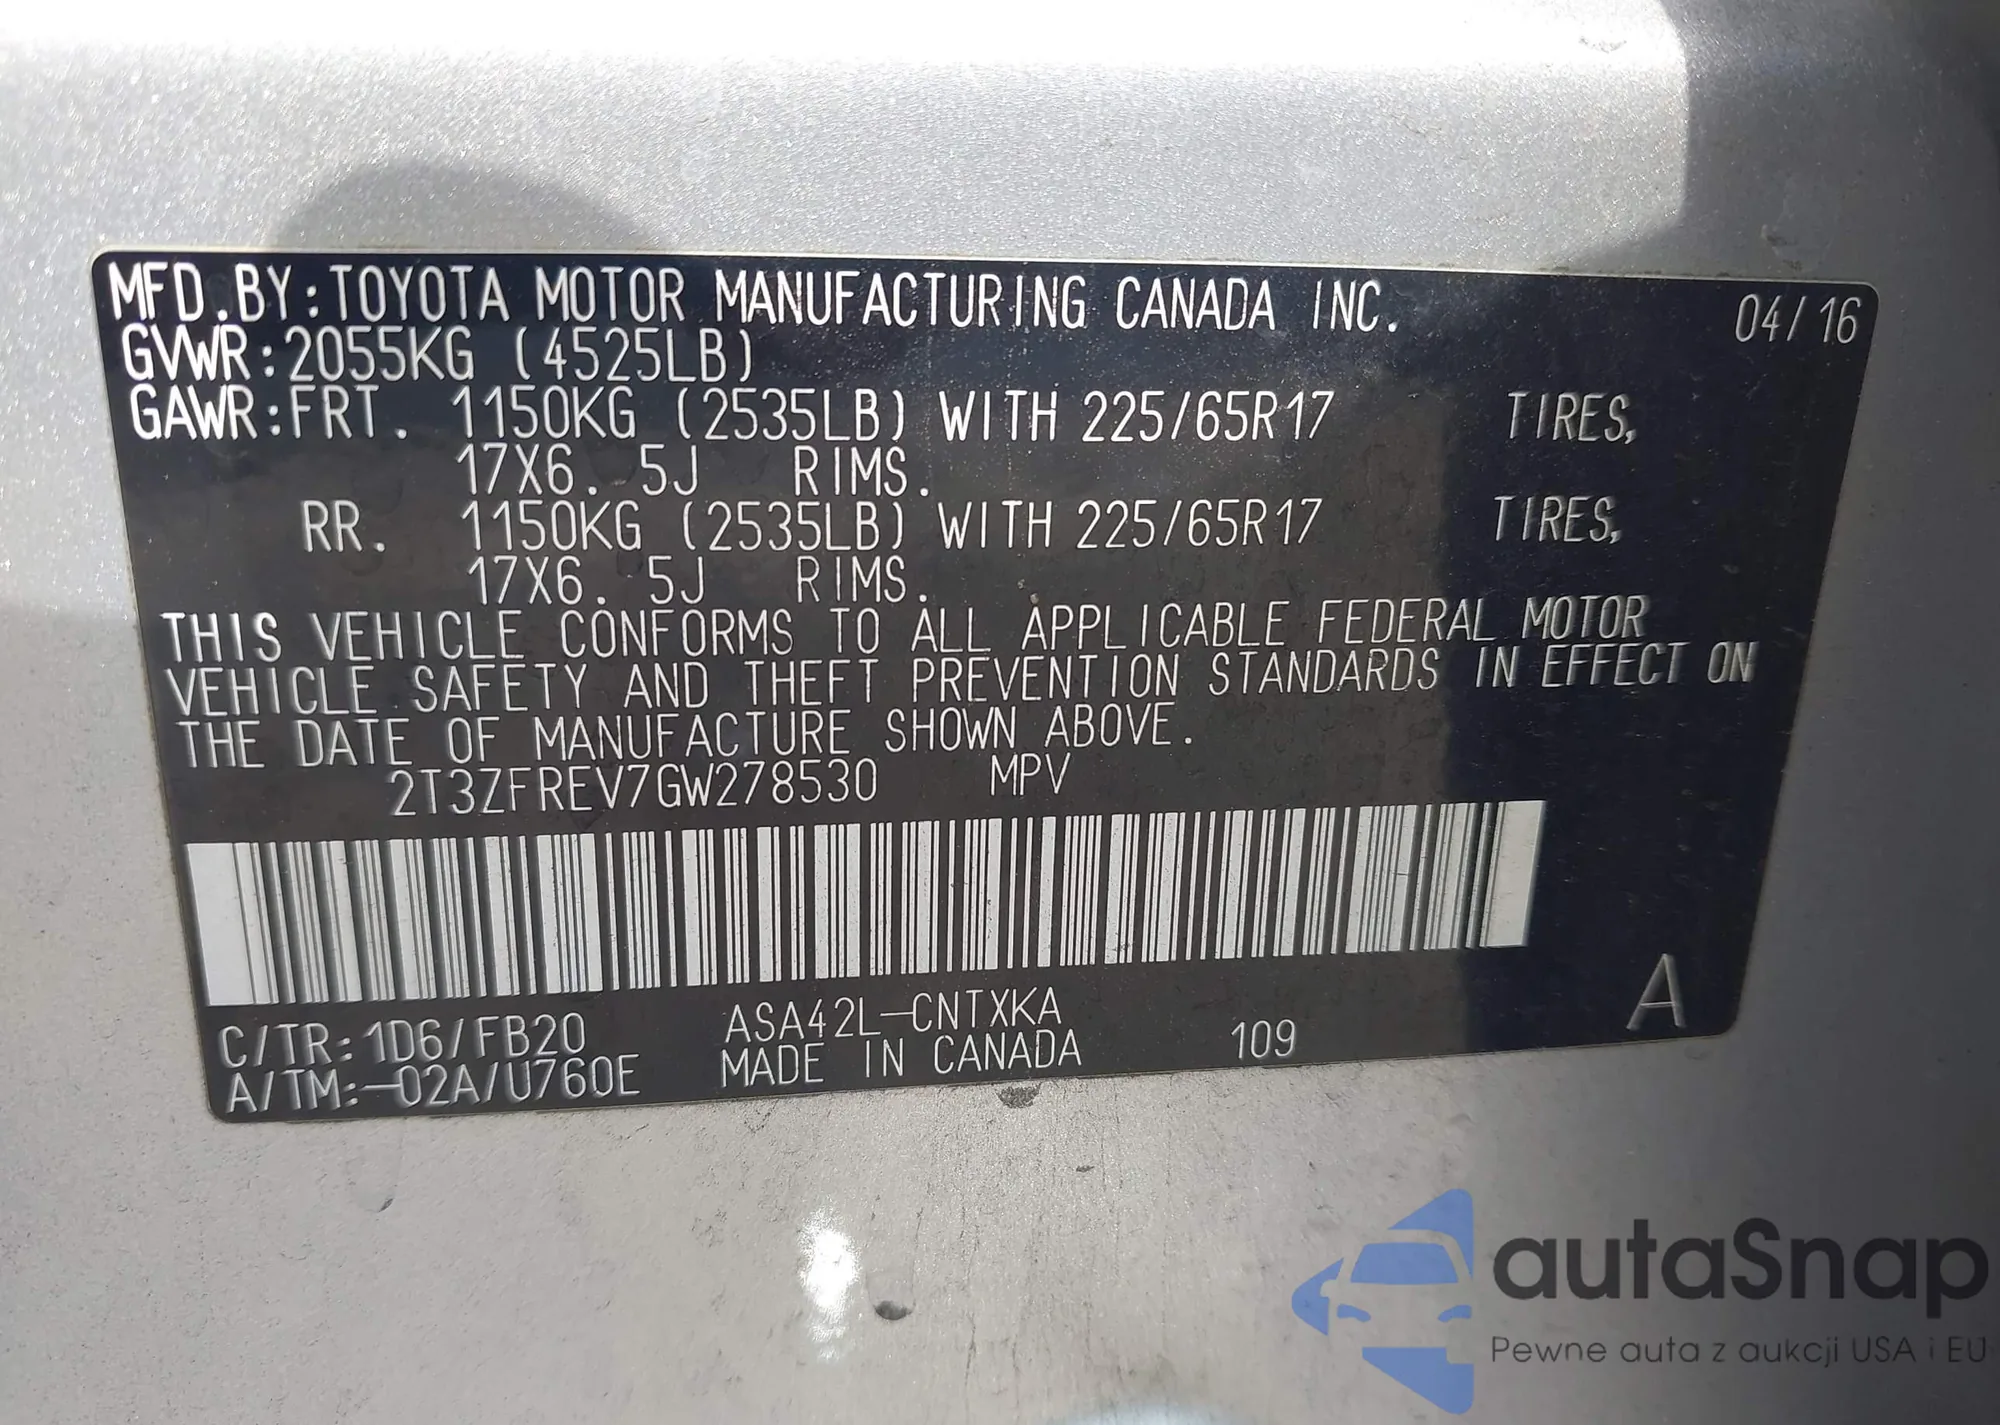 MFD.BY:TOYOTA MOTOR MANUFACTURING CANADA INC. 04/16
GVWR:2055KG (4525LB)
GAWR:FRT. 1150KG (2535LB) WITH 225/65R17 TIRES,
17X6.5J RIMS.
RR. 1150KG (2535LB) WITH 225/65R17 TIRES,
17X6.5J RIMS.
THIS VEHICLE CONFORMS TO ALL APPLICABLE FEDERAL MOTOR
VEHICLE SAFETY AND THEFT PREVENTION STANDARDS IN EFFECT ON
THE DATE OF MANUFACTURE SHOWN ABOVE.
2T3ZFREV7GW278530 MPV
C/TR:1D6/FB20 ASA42L-CNTXKA
A/TM:-02A/U760E MADE IN CANADA 109 A
autaSnap
Pewne auta z aukcji USA i EU